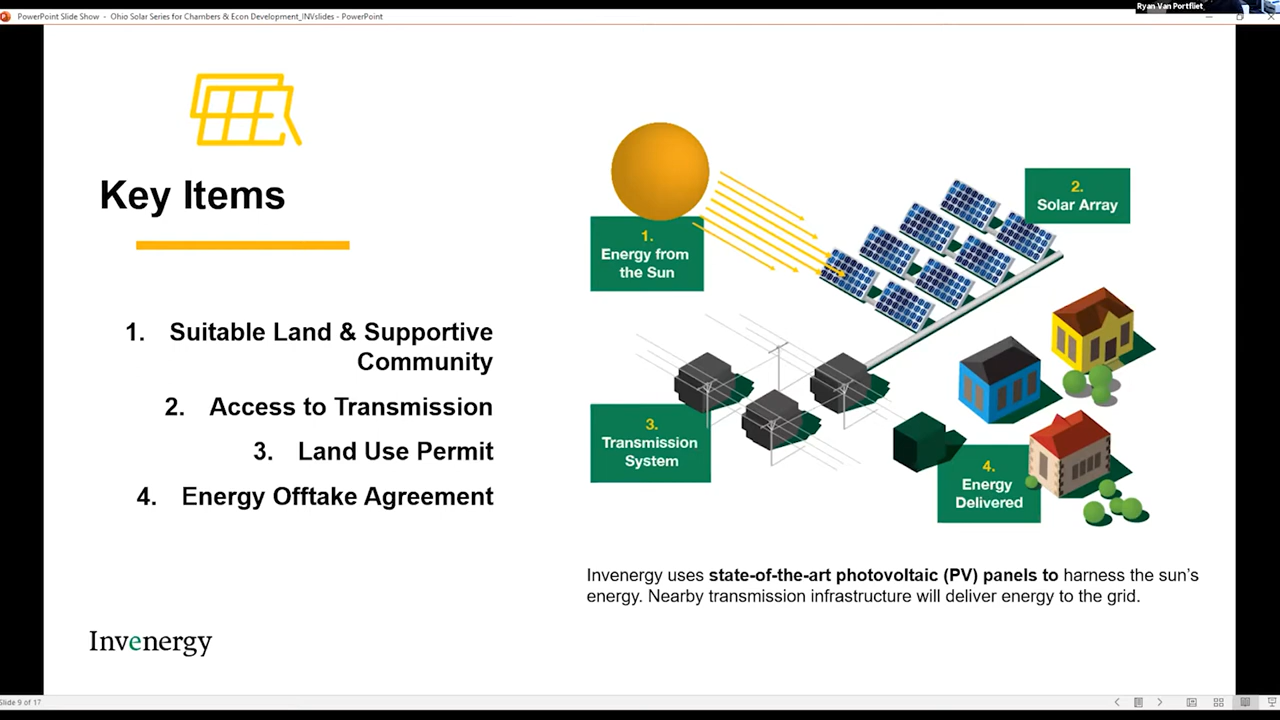 PowerPoint Slide Show - Ohio Solar Series for Chambers & Econ Development_INVslides - PowerPoint
Ryan Van Portfliet
Key Items
1. Suitable Land & Supportive
Community
2. Access to Transmission
3. Land Use Permit
4. Energy Offtake Agreement
1.
Energy from
the Sun
2.
Solar Array
3.
Transmission
System
4.
Energy
Delivered
Invenergy uses state-of-the-art photovoltaic (PV) panels to harness the sun's
energy. Nearby transmission infrastructure will deliver energy to the grid.
Invenergy
Slide 9 of 17